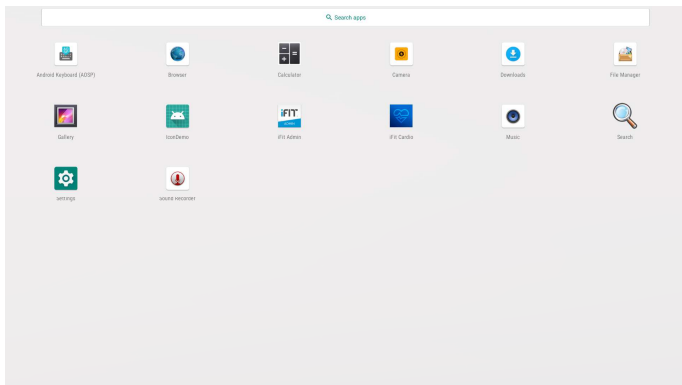 Search apps
Android Keyboard (AOSP)
Browser
Calculator
Camera
Downloads
File Manager
Gallery
IconDemo
iFIT
ADMIN
iFit Admin
iFit Cardio
Music
Search
Settings
Sound Recorder